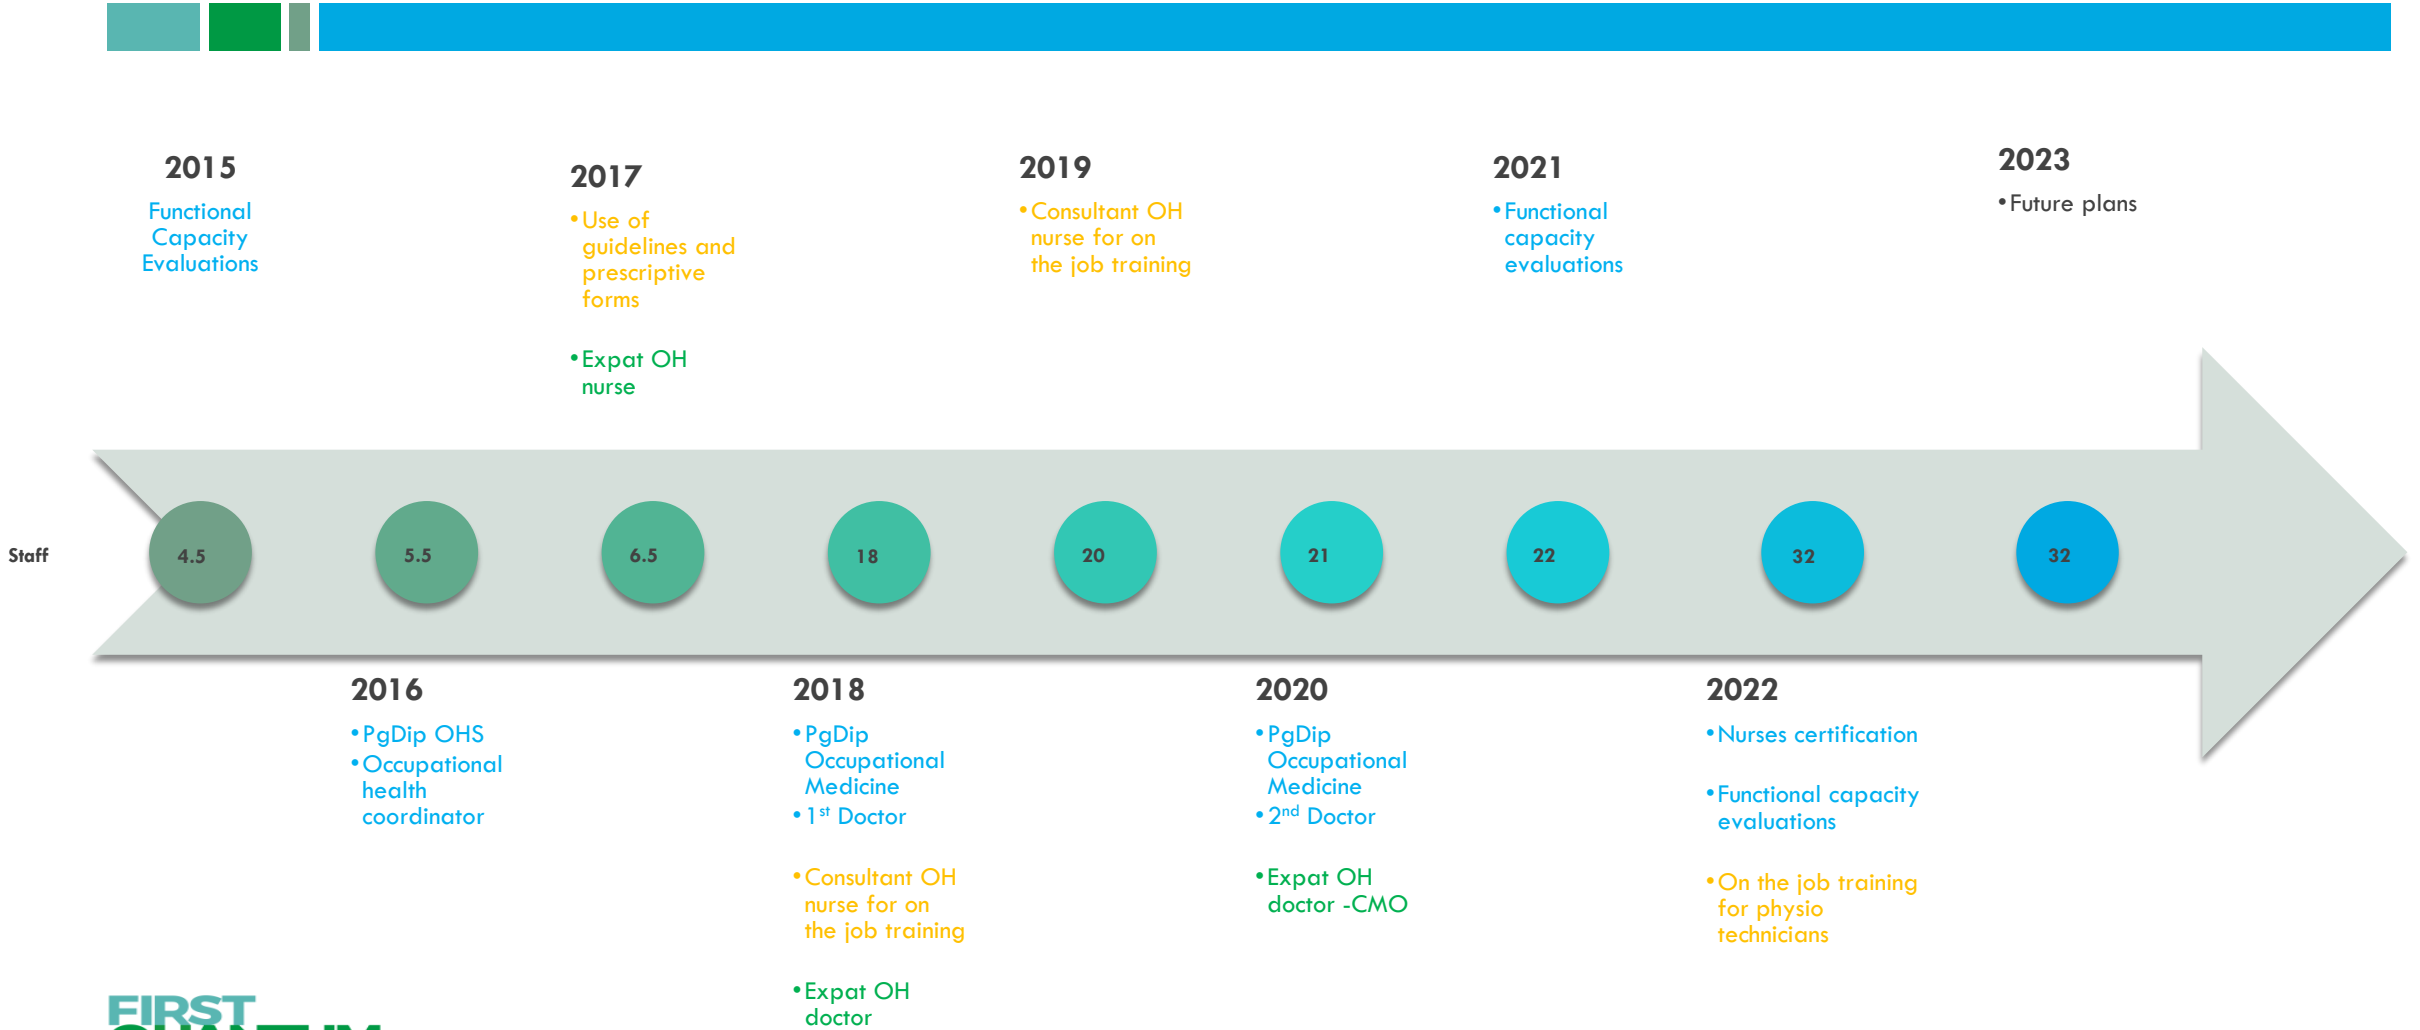 2015
Functional
Capacity
Evaluations
2017
•Use of
guidelines and
prescriptive
forms
•Expat OH
nurse
2019
•Consultant OH
nurse for on
the job training
2021
•Functional
capacity
evaluations
2023
•Future plans
Staff
4.5
5.5
6.5
18
20
21
22
32
32
2016
•PgDip OHS
•Occupational
health
coordinator
2018
•PgDip
Occupational
Medicine
•1st Doctor
•Consultant OH
nurse for on
the job training
•Expat OH
doctor
2020
•PgDip
Occupational
Medicine
•2nd Doctor
•Expat OH
doctor -CMO
2022
•Nurses certification
•Functional capacity
evaluations
•On the job training
for physio
technicians
FIRST
QUANTUM